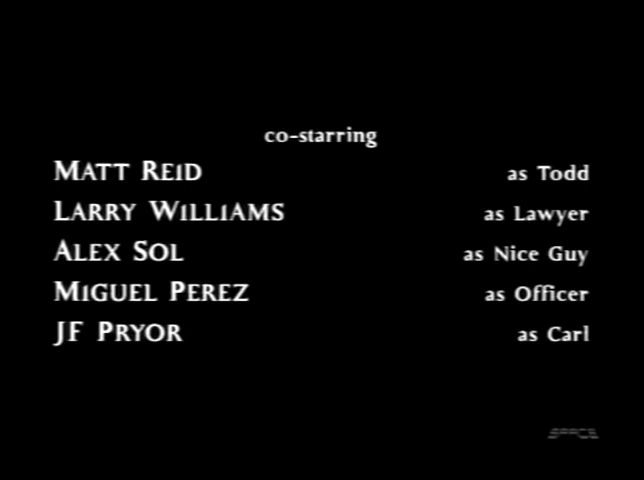 co-starring
MATT REID as Todd
LARRY WILLIAMS as Lawyer
ALEX SOL as Nice Guy
MIGUEL PEREZ as Officer
JF PRYOR as Carl
SPACE